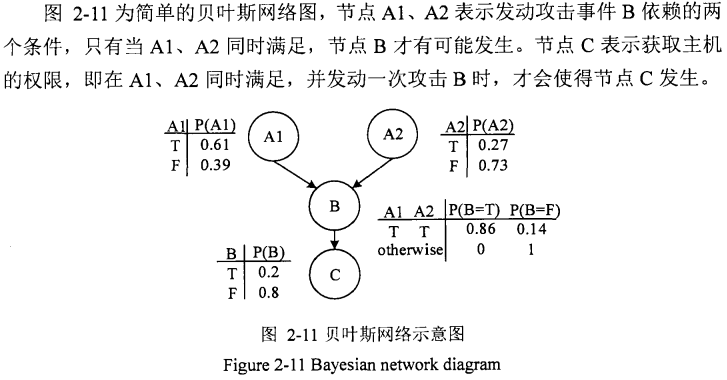 图 2-11 为简单的贝叶斯网络图，节点 A1、A2 表示发动攻击事件 B 依赖的两
个条件，只有当 A1、A2 同时满足，节点 B 才有可能发生。节点 C 表示获取主机
的权限，即在 A1、A2 同时满足，并发动一次攻击 B 时，才会使得节点 C 发生。
A1 P(A1)
T 0.61
F 0.39
A1
A2
A2 P(A2)
T 0.27
F 0.73
B
A1 A2 P(B=T) P(B=F)
T T 0.86 0.14
otherwise 0 1
B P(B)
T 0.2
F 0.8
C
图 2-11 贝叶斯网络示意图
Figure 2-11 Bayesian network diagram